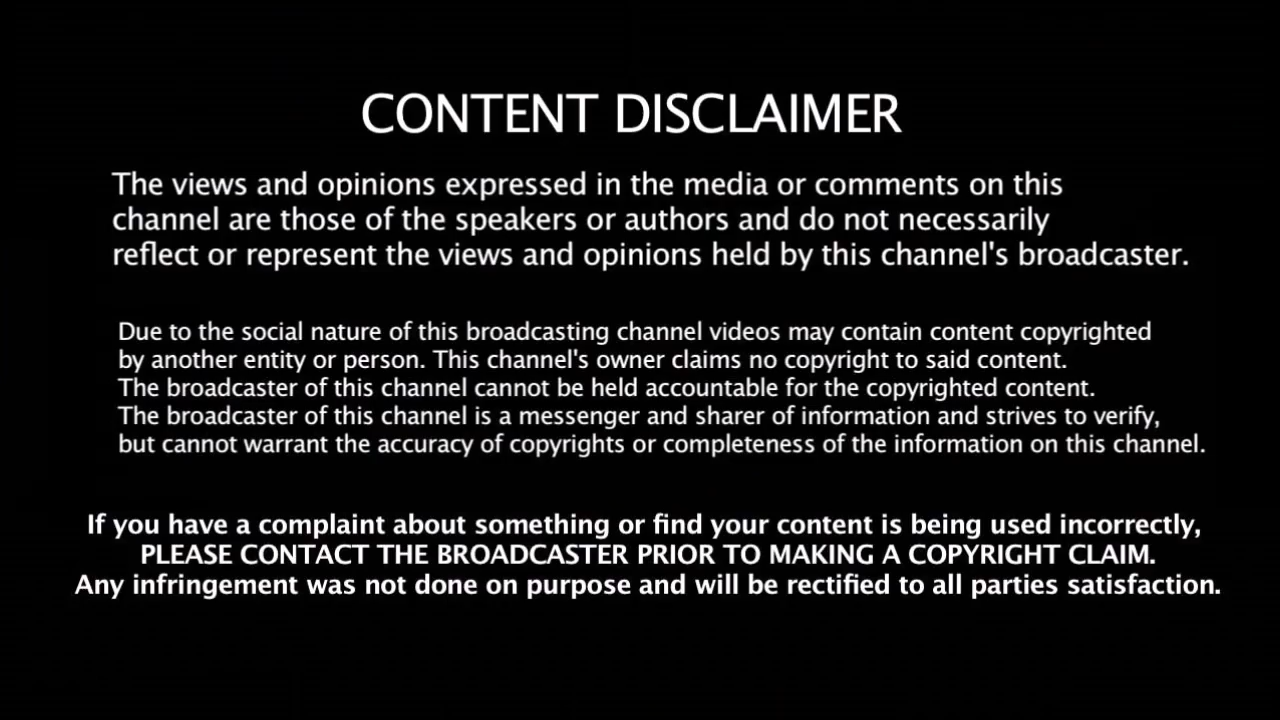 CONTENT DISCLAIMER
The views and opinions expressed in the media or comments on this
channel are those of the speakers or authors and do not necessarily
reflect or represent the views and opinions held by this channel's broadcaster.
Due to the social nature of this broadcasting channel videos may contain content copyrighted
by another entity or person. This channel's owner claims no copyright to said content.
The broadcaster of this channel cannot be held accountable for the copyrighted content.
The broadcaster of this channel is a messenger and sharer of information and strives to verify,
but cannot warrant the accuracy of copyrights or completeness of the information on this channel.
If you have a complaint about something or find your content is being used incorrectly,
PLEASE CONTACT THE BROADCASTER PRIOR TO MAKING A COPYRIGHT CLAIM.
Any infringement was not done on purpose and will be rectified to all parties satisfaction.